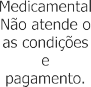 Medicamental
Não atende o
as condições
e
pagamento.